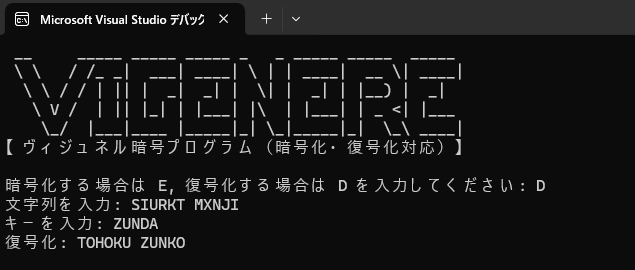 Microsoft Visual Studio デバッグ
VIGENERE
【 ヴィジュネル暗号プログラム （暗号化・復号化対応）】
暗号化する場合は E, 復号化する場合は D を入力してください: D
文字列を入力: SIURKT MXNJI
キーを入力: ZUNDA
復号化: TOHOKU ZUNKO